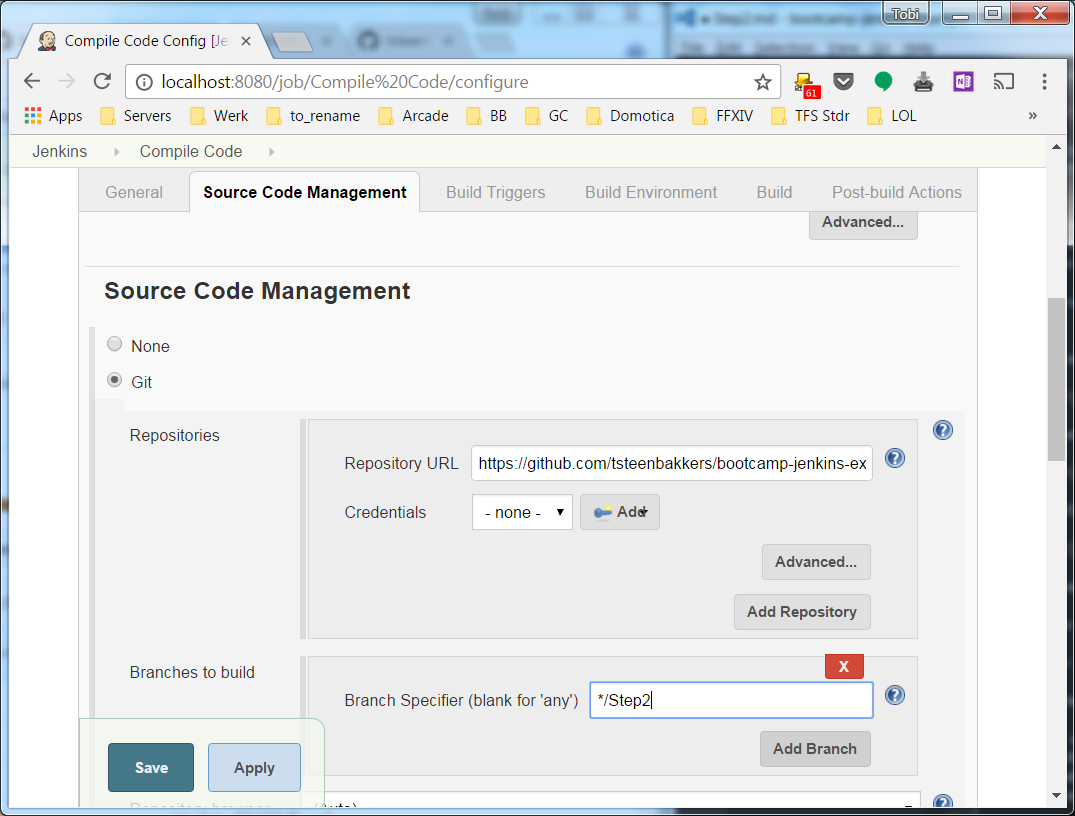 Tobi
Compile Code Config [Je
localhost:8080/job/Compile%20Code/configure
61
Apps Servers Werk to_rename Arcade BB GC Domotica FFXIV TFS Stdr LOL »
Jenkins Compile Code
General Source Code Management Build Triggers Build Environment Build Post-build Actions
Advanced...
Source Code Management
None
Git
Repositories
Repository URL https://github.com/tsteenbakkers/bootcamp-jenkins-ex
Credentials - none - Add
Advanced...
Add Repository
Branches to build
X
Branch Specifier (blank for 'any') */Step2
Add Branch
Save Apply